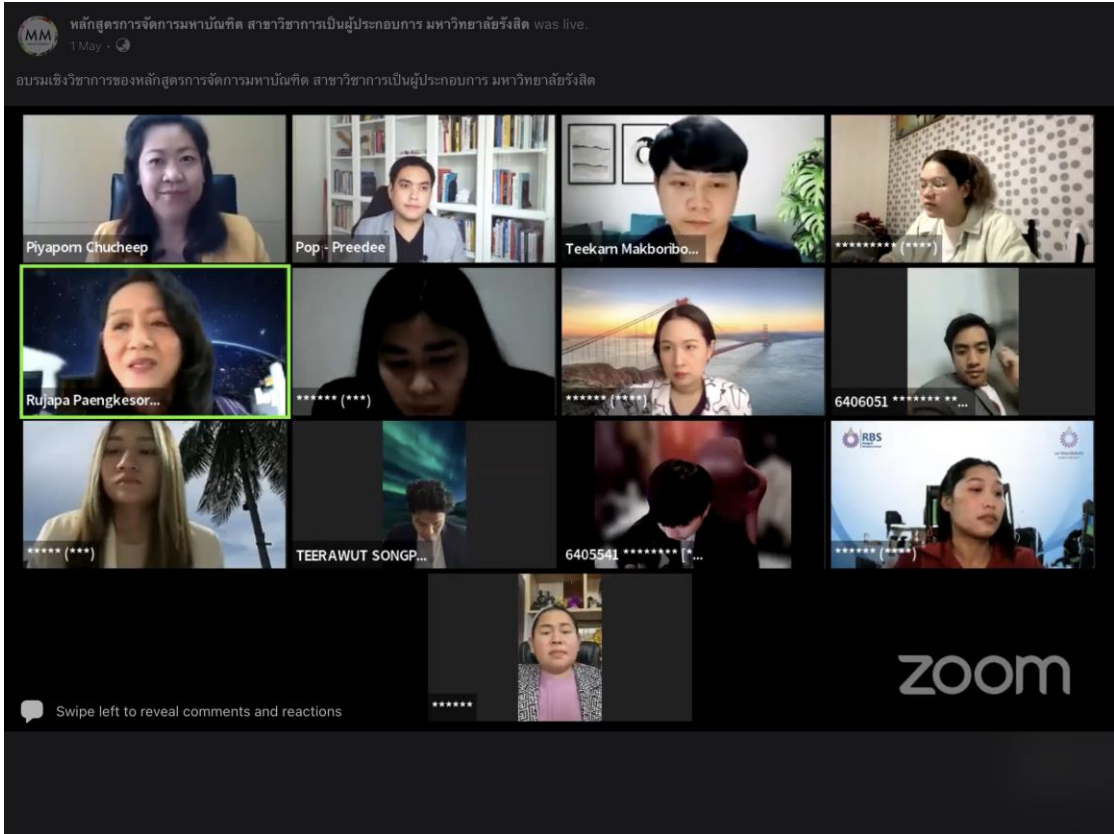 MM
หลักสูตรการจัดการมหาบัณฑิต สาขาวิชาการเป็นผู้ประกอบการ มหาวิทยาลัยรังสิต was live.
1 May ·
อบรมเชิงวิชาการของหลักสูตรการจัดการมหาบัณฑิต สาขาวิชาการเป็นผู้ประกอบการ มหาวิทยาลัยรังสิต
Piyaporn Chucheep
Pop - Preedee
Teekarn Makboribo...
********* (****)
Rujapa Paengkesor...
****** (***)
****** (****)
6406051 ******* **...
***** (***)
TEERAWUT SONGP...
6405541 ******** [*...
RBS
****** (****)
******
zoom
Swipe left to reveal comments and reactions